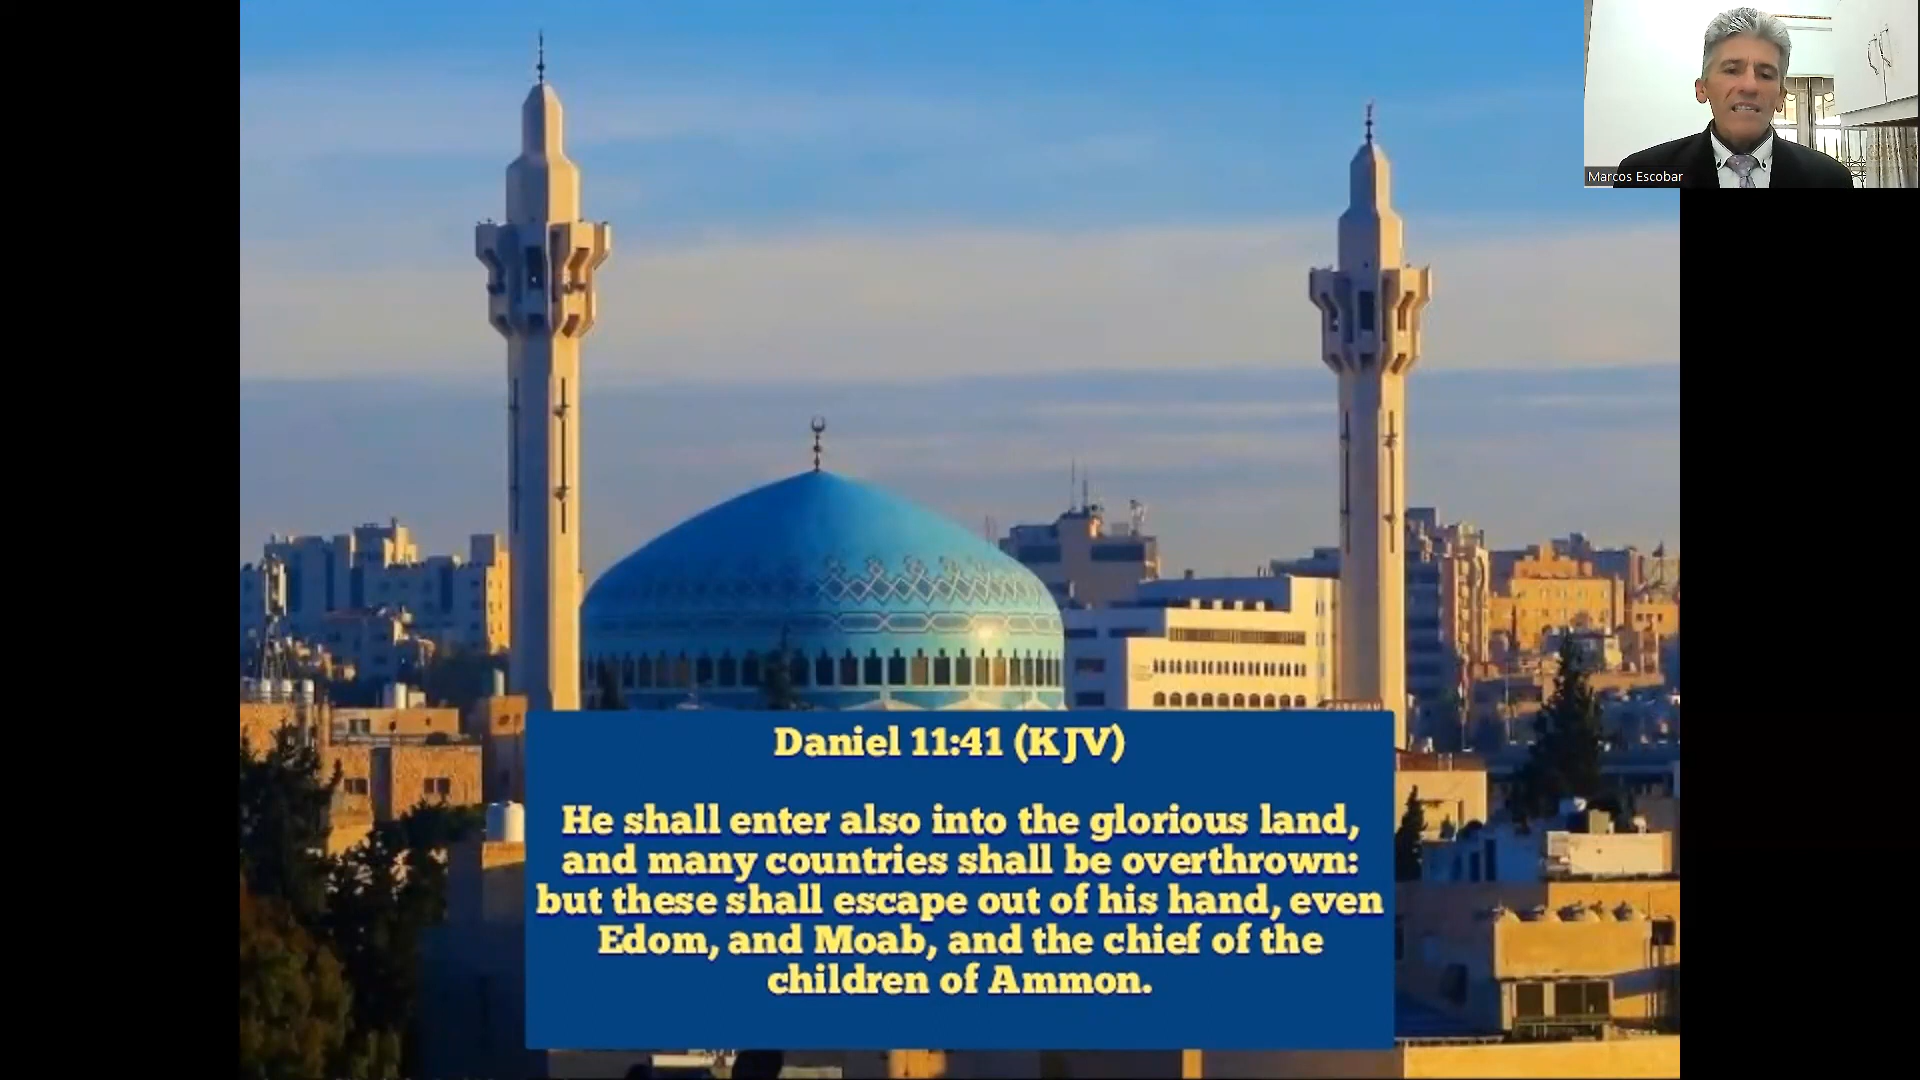 Marcos Escobar
Daniel 11:41 (KJV)
He shall enter also into the glorious land,
and many countries shall be overthrown:
but these shall escape out of his hand, even
Edom, and Moab, and the chief of the
children of Ammon.